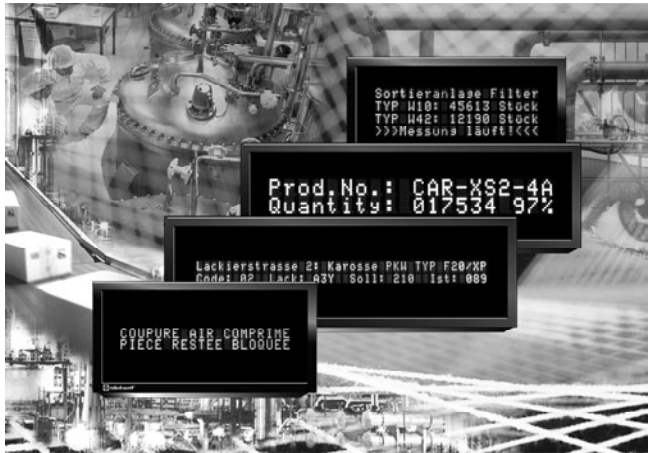 Sortieranlage Filter
TYP W10: 45613 Stück
TYP W42: 12190 Stück
>>>Messung läuft!<<<
Prod.No.: CAR-XS2-4A
Quantity: 017534 97%
Lackierstrasse 2: Karosse PKW TYP F20/XP
Code: 02 Lack: A3Y Soll: 210 Ist: 089
COUPURE AIR COMPRIME
PIECE RESTEE BLOQUEE